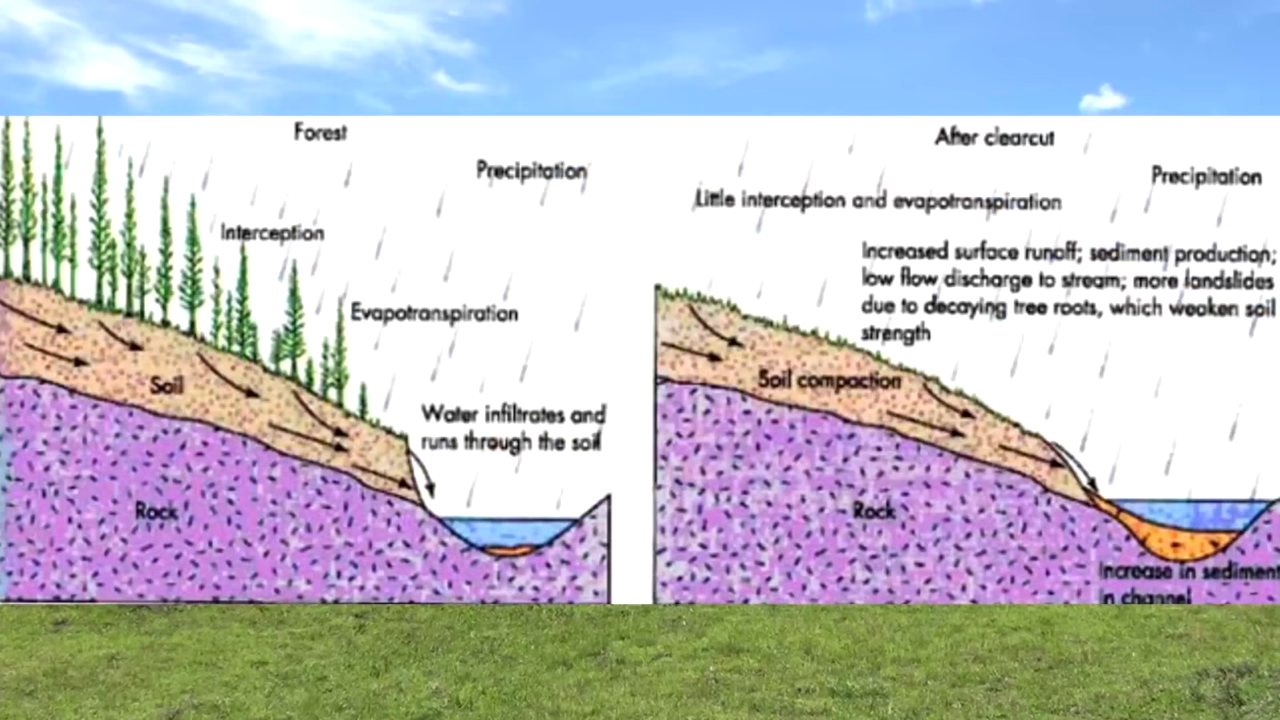 Forest
Precipitation
Interception
Evapotranspiration
Soil
Water infiltrates and
runs through the soil
Rock
After clearcut
Precipitation
Little interception and evapotranspiration
Increased surface runoff; sediment production;
low flow discharge to stream; more landslides
due to decaying tree roots, which weaken soil
strength
Soil compaction
Rock
Increase in sediment
in channel